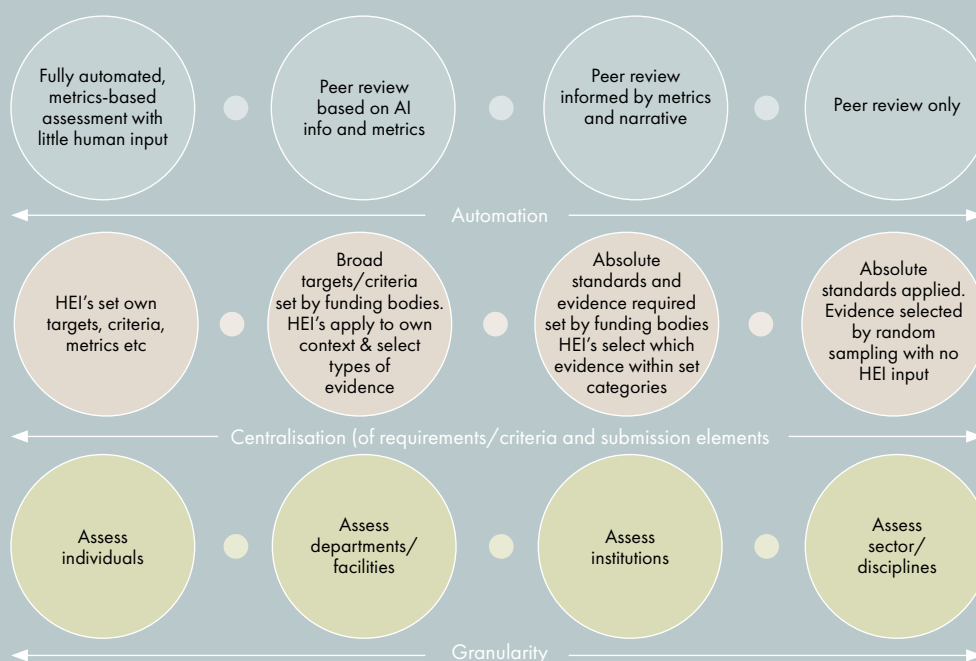 Fully automated,
metrics-based
assessment with
little human input
Peer review
based on AI
info and metrics
Peer review
informed by metrics
and narrative
Peer review only
Automation
HEI's set own
targets, criteria,
metrics etc
Broad
targets/criteria
set by funding bodies.
HEI's apply to own
context & select
types of
evidence
Absolute
standards and
evidence required
set by funding bodies
HEI's select which
evidence within set
categories
Absolute
standards applied.
Evidence selected
by random
sampling with no
HEI input
Centralisation (of requirements/criteria and submission elements
Assess
individuals
Assess
departments/
facilities
Assess
institutions
Assess
sector/
disciplines
Granularity